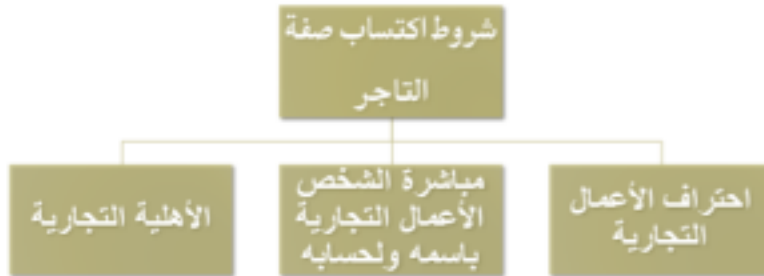 شروط اكتساب صفة
التاجر
احتراف الأعمال
التجارية
مباشرة الشخص
الأعمال التجارية
باسمه ولحسابه
الأهلية التجارية